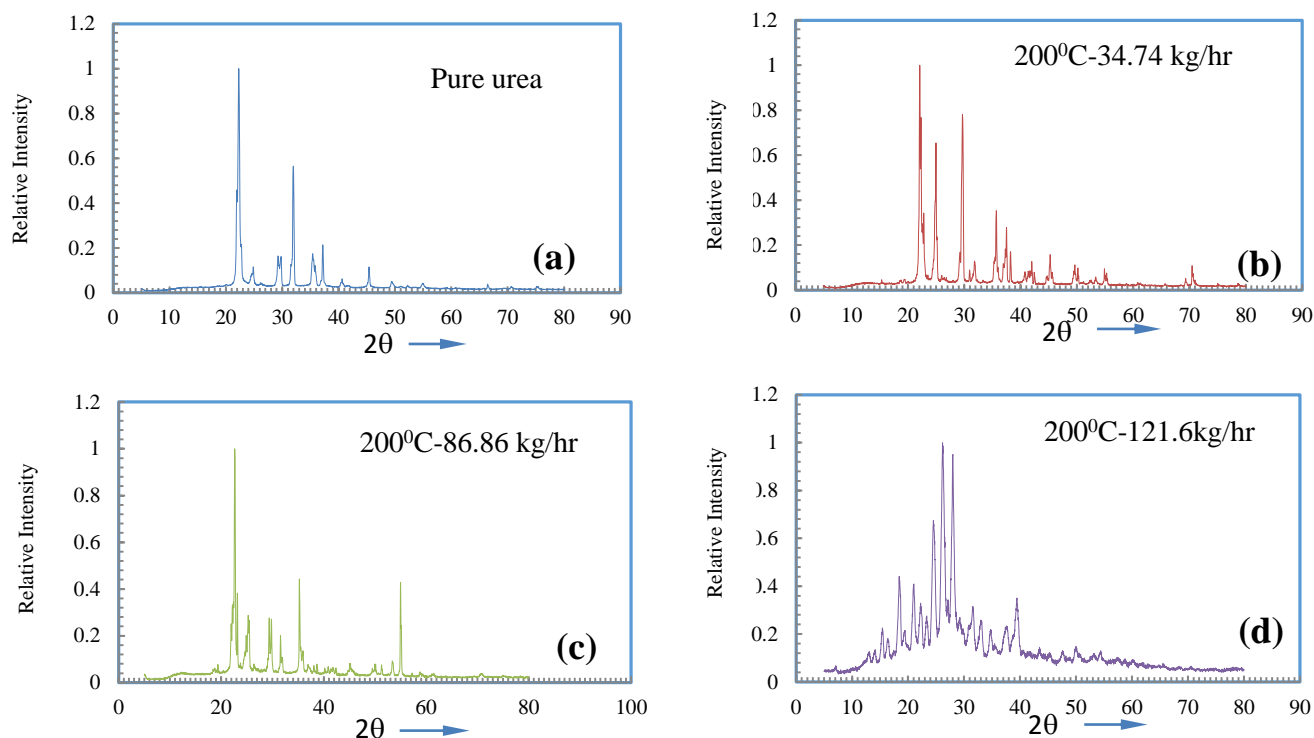 Pure urea
Relative Intensity
1.2
1
0.8
0.6
0.4
0.2
0
0 10 20 30 40 50 60 70 80 90
2θ
(a)
200⁰C-34.74 kg/hr
Relative Intensity
1.2
1
0.8
0.6
0.4
0.2
0
0 10 20 30 40 50 60 70 80 90
2θ
(b)
200⁰C-86.86 kg/hr
Relative Intensity
1.2
1
0.8
0.6
0.4
0.2
0
0 20 40 60 80 100
2θ
(c)
200⁰C-121.6kg/hr
Relative Intensity
1.2
1
0.8
0.6
0.4
0.2
0
0 10 20 30 40 50 60 70 80 90
2θ
(d)